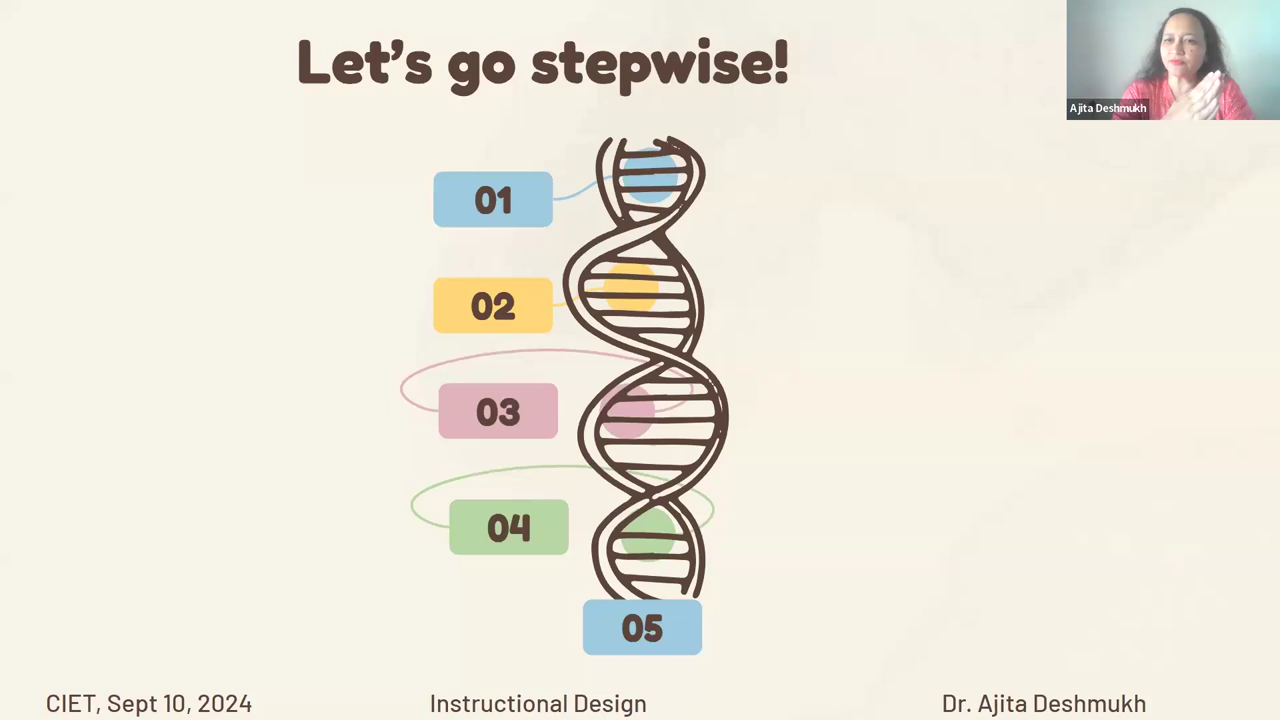 Let's go stepwise!
Ajita Deshmukh
01
02
03
04
05
CIET, Sept 10, 2024
Instructional Design
Dr. Ajita Deshmukh